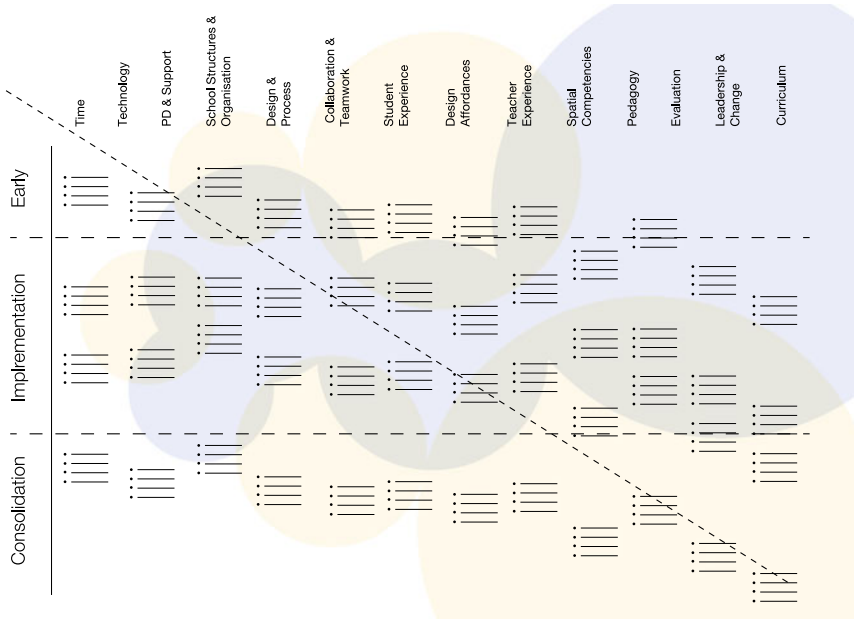 Time
Technology
PD & Support
School Structures &
Organisation
Design &
Process
Collaboration &
Teamwork
Student
Experience
Design
Affordances
Teacher
Experience
Spatial
Competencies
Pedagogy
Evaluation
Leadership &
Change
Curriculum
Early
Implrementation
Consolidation